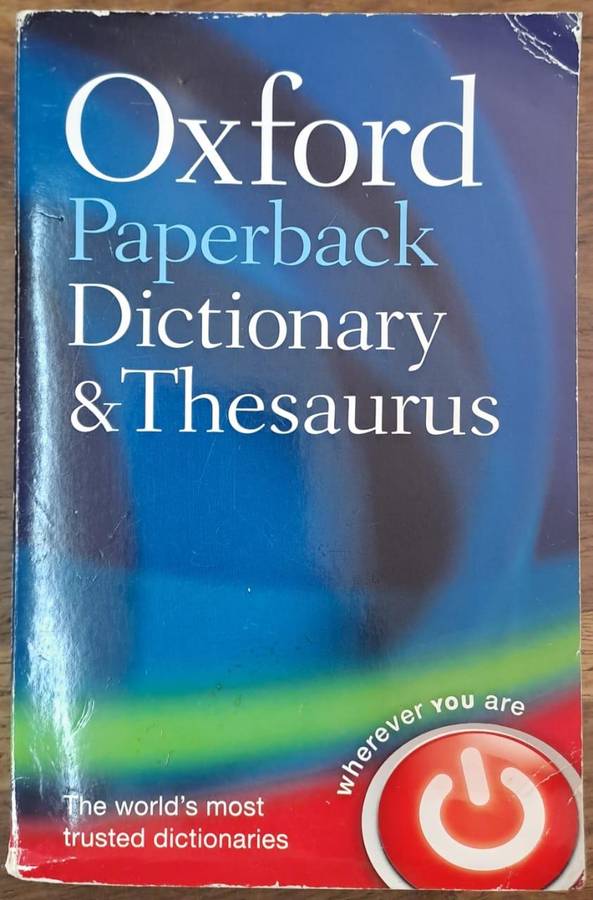 Oxford
Paperback
Dictionary
&Thesaurus
wherever YOU are
The world's most
trusted dictionaries